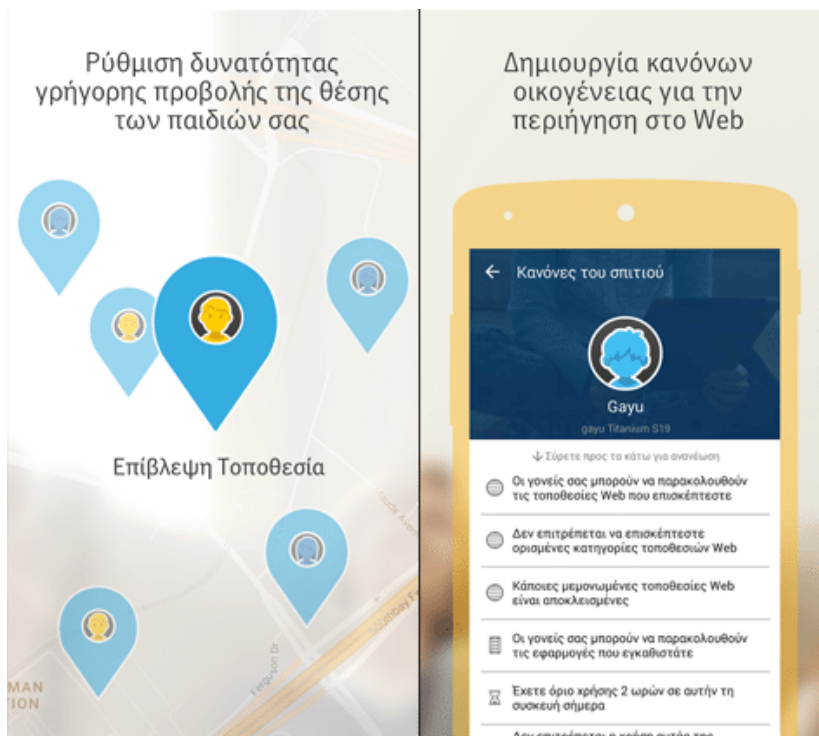 Ρύθμιση δυνατότητας
γρήγορης προβολής της θέσης
των παιδιών σας
Επίβλεψη Τοποθεσία
Ferguson Dr
MAN
TION
Δημιουργία κανόνων
οικογένειας για την
περιήγηση στο Web
Κανόνες του σπιτιού
Gayu
gayu Titanium S19
Σύρετε προς τα κάτω για ανανέωση
Οι γονείς σας μπορούν να παρακολουθούν
τις τοποθεσίες Web που επισκέπτεστε
Δεν επιτρέπεται να επισκέπτεστε
ορισμένες κατηγορίες τοποθεσιών Web
Κάποιες μεμονωμένες τοποθεσίες Web
είναι αποκλεισμένες
Οι γονείς σας μπορούν να παρακολουθούν
τις εφαρμογές που εγκαθιστάτε
Έχετε όριο χρήσης 2 ωρών σε αυτήν τη
συσκευή σήμερα